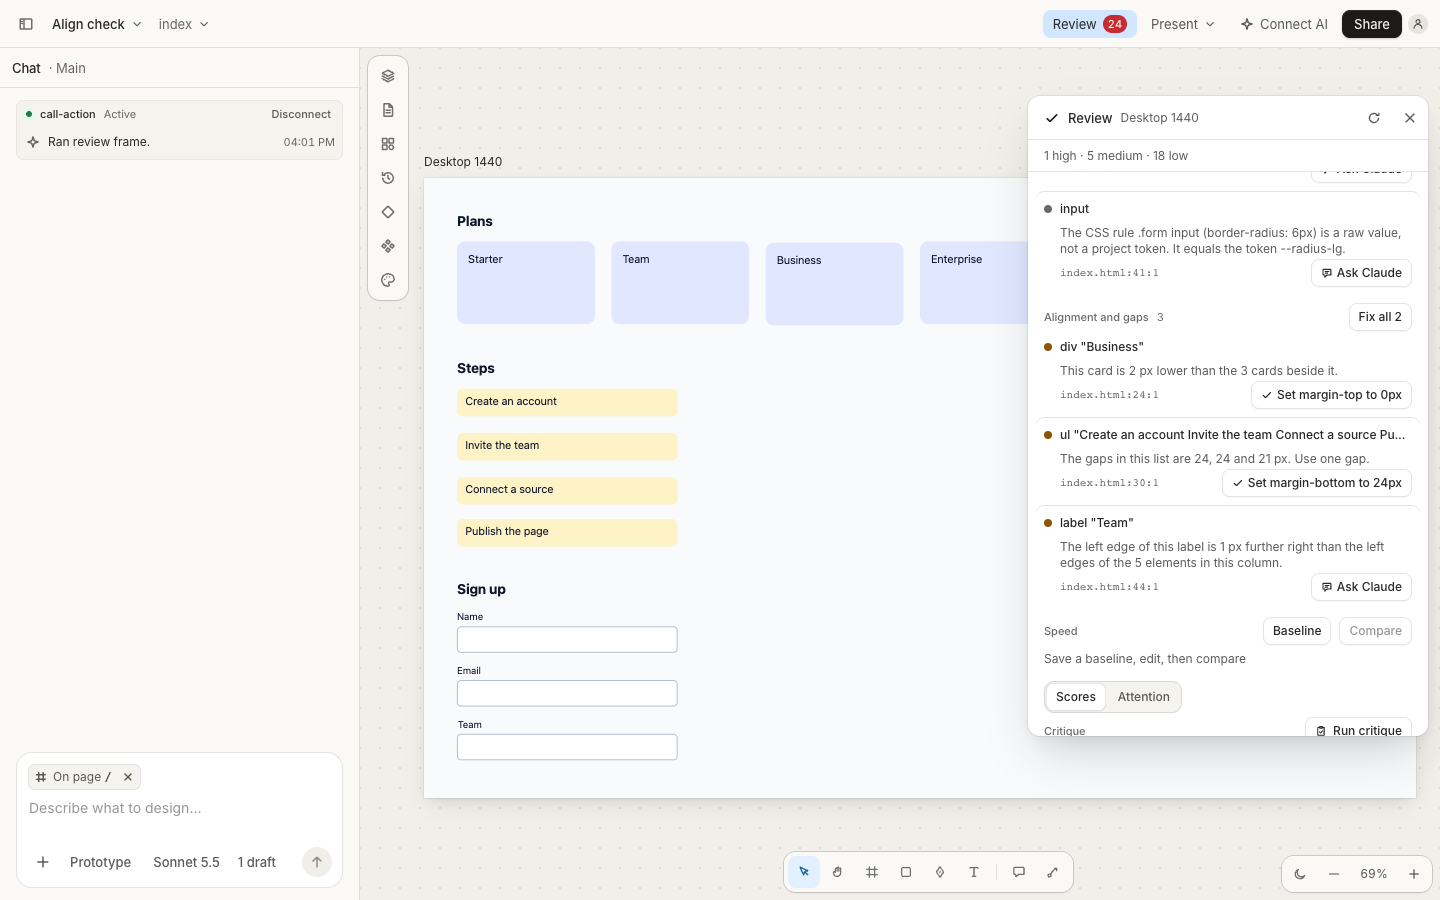 Align check
index
Review 24
Present
Connect AI
Share
Chat · Main
call-action Active Disconnect
Ran review frame. 04:01 PM
On page /
Describe what to design...
Prototype Sonnet 5.5 1 draft
Desktop 1440
Plans
Starter
Team
Business
Enterprise
Steps
Create an account
Invite the team
Connect a source
Publish the page
Sign up
Name
Email
Team
Review Desktop 1440
1 high · 5 medium · 18 low
Ask Claude
input
The CSS rule .form input (border-radius: 6px) is a raw value,
not a project token. It equals the token --radius-lg.
index.html:41:1 Ask Claude
Alignment and gaps 3 Fix all 2
div "Business"
This card is 2 px lower than the 3 cards beside it.
index.html:24:1 Set margin-top to 0px
ul "Create an account Invite the team Connect a source Pu...
The gaps in this list are 24, 24 and 21 px. Use one gap.
index.html:30:1 Set margin-bottom to 24px
label "Team"
The left edge of this label is 1 px further right than the left
edges of the 5 elements in this column.
index.html:44:1 Ask Claude
Speed Baseline Compare
Save a baseline, edit, then compare
Scores Attention
Critique Run critique
T
69%